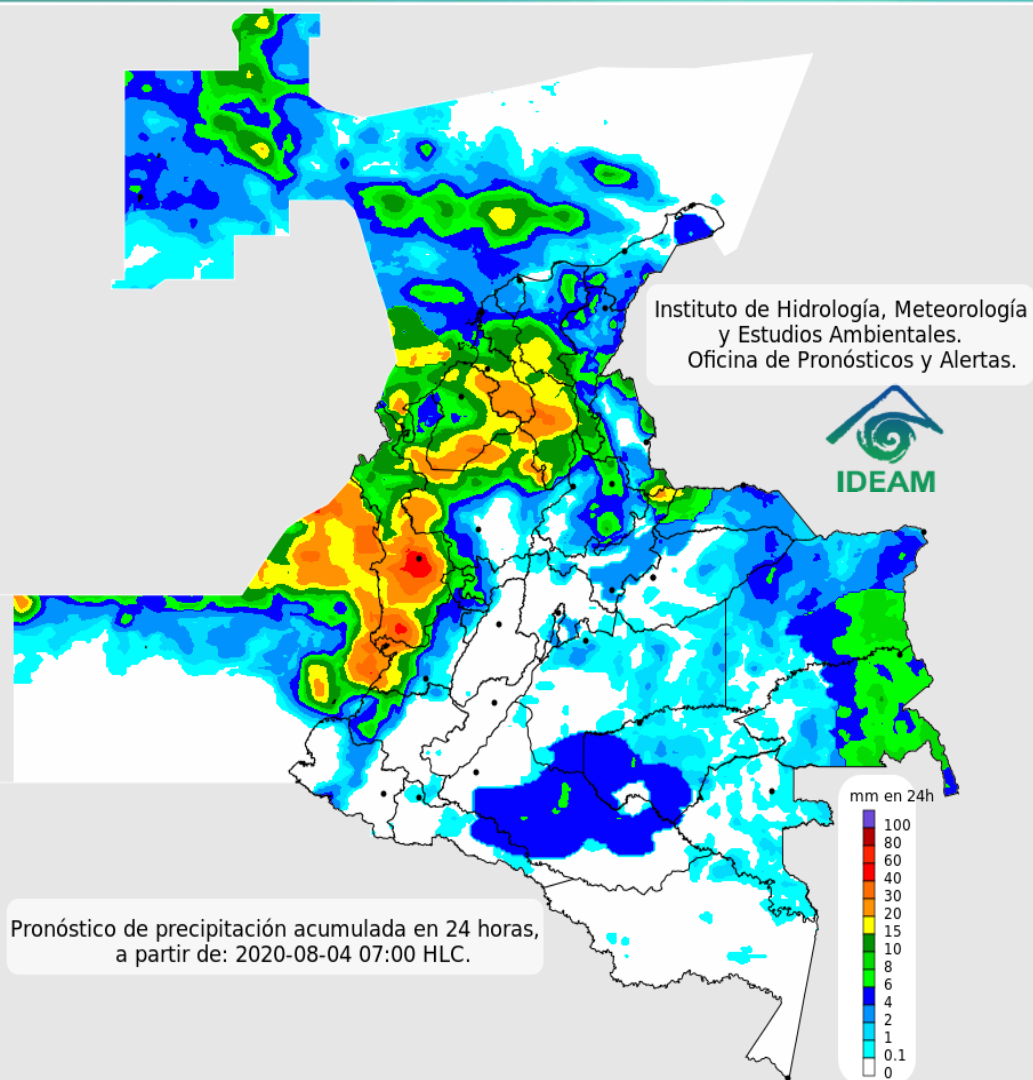 Instituto de Hidrología, Meteorología
y Estudios Ambientales.
Oficina de Pronósticos y Alertas.
IDEAM
mm en 24h
100
80
60
40
30
20
15
10
8
6
4
2
1
0.1
0
Pronóstico de precipitación acumulada en 24 horas,
a partir de: 2020-08-04 07:00 HLC.